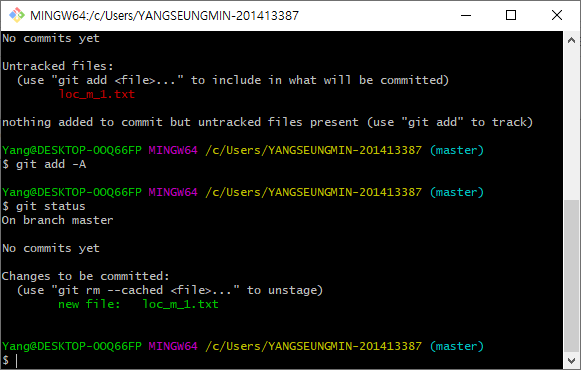 MINGW64:/c/Users/YANGSEUNGMIN-201413387
No commits yet
Untracked files:
(use "git add <file>..." to include in what will be committed)
loc_m_1.txt
nothing added to commit but untracked files present (use "git add" to track)
Yang@DESKTOP-OOQ66FP MINGW64 /c/Users/YANGSEUNGMIN-201413387 (master)
$ git add -A
Yang@DESKTOP-OOQ66FP MINGW64 /c/Users/YANGSEUNGMIN-201413387 (master)
$ git status
On branch master
No commits yet
Changes to be committed:
(use "git rm --cached <file>..." to unstage)
new file:   loc_m_1.txt
Yang@DESKTOP-OOQ66FP MINGW64 /c/Users/YANGSEUNGMIN-201413387 (master)
$